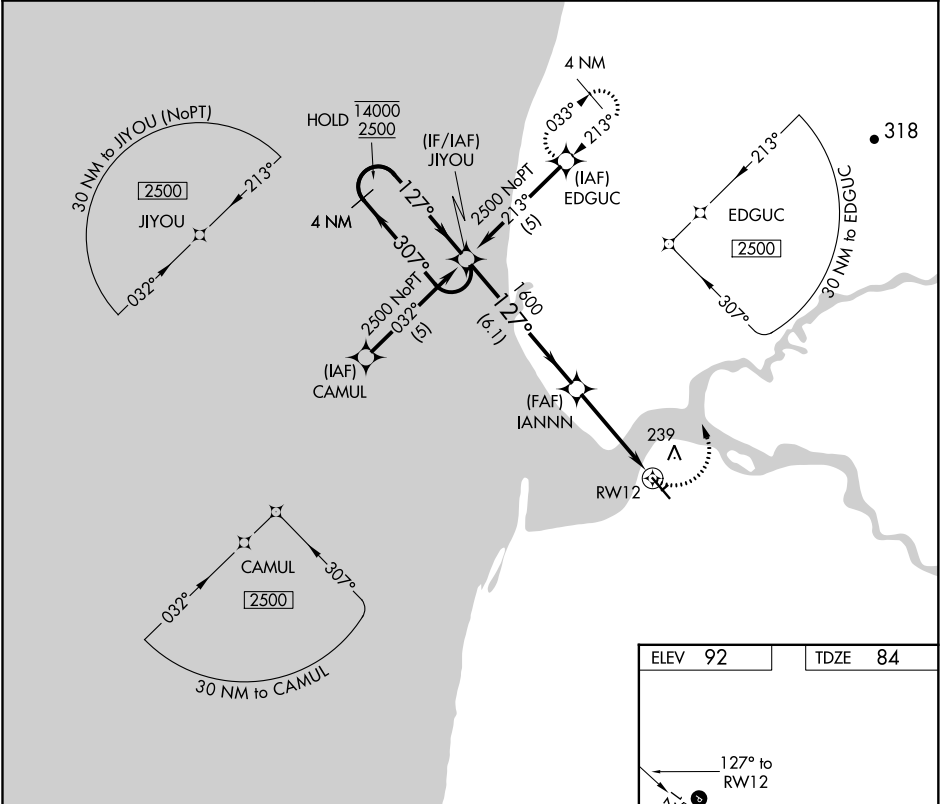 30 NM to JIYOU (NoPT)
2500
JIYOU
213°
032°
HOLD 14000
2500
4 NM
127°
307°
(IF/IAF)
JIYOU
4 NM
033°
213°
(IAF)
EDGUC
2500 NoPT
213°
(5)
318
213°
EDGUC
2500
307°
30 NM to EDGUC
2500 NoPT
032°
(5)
(IAF)
CAMUL
1600
127°
(6.1)
(FAF)
IANNN
239
RW12
CAMUL
2500
032°
307°
30 NM to CAMUL
ELEV 92
TDZE 84
127° to
RW12
P